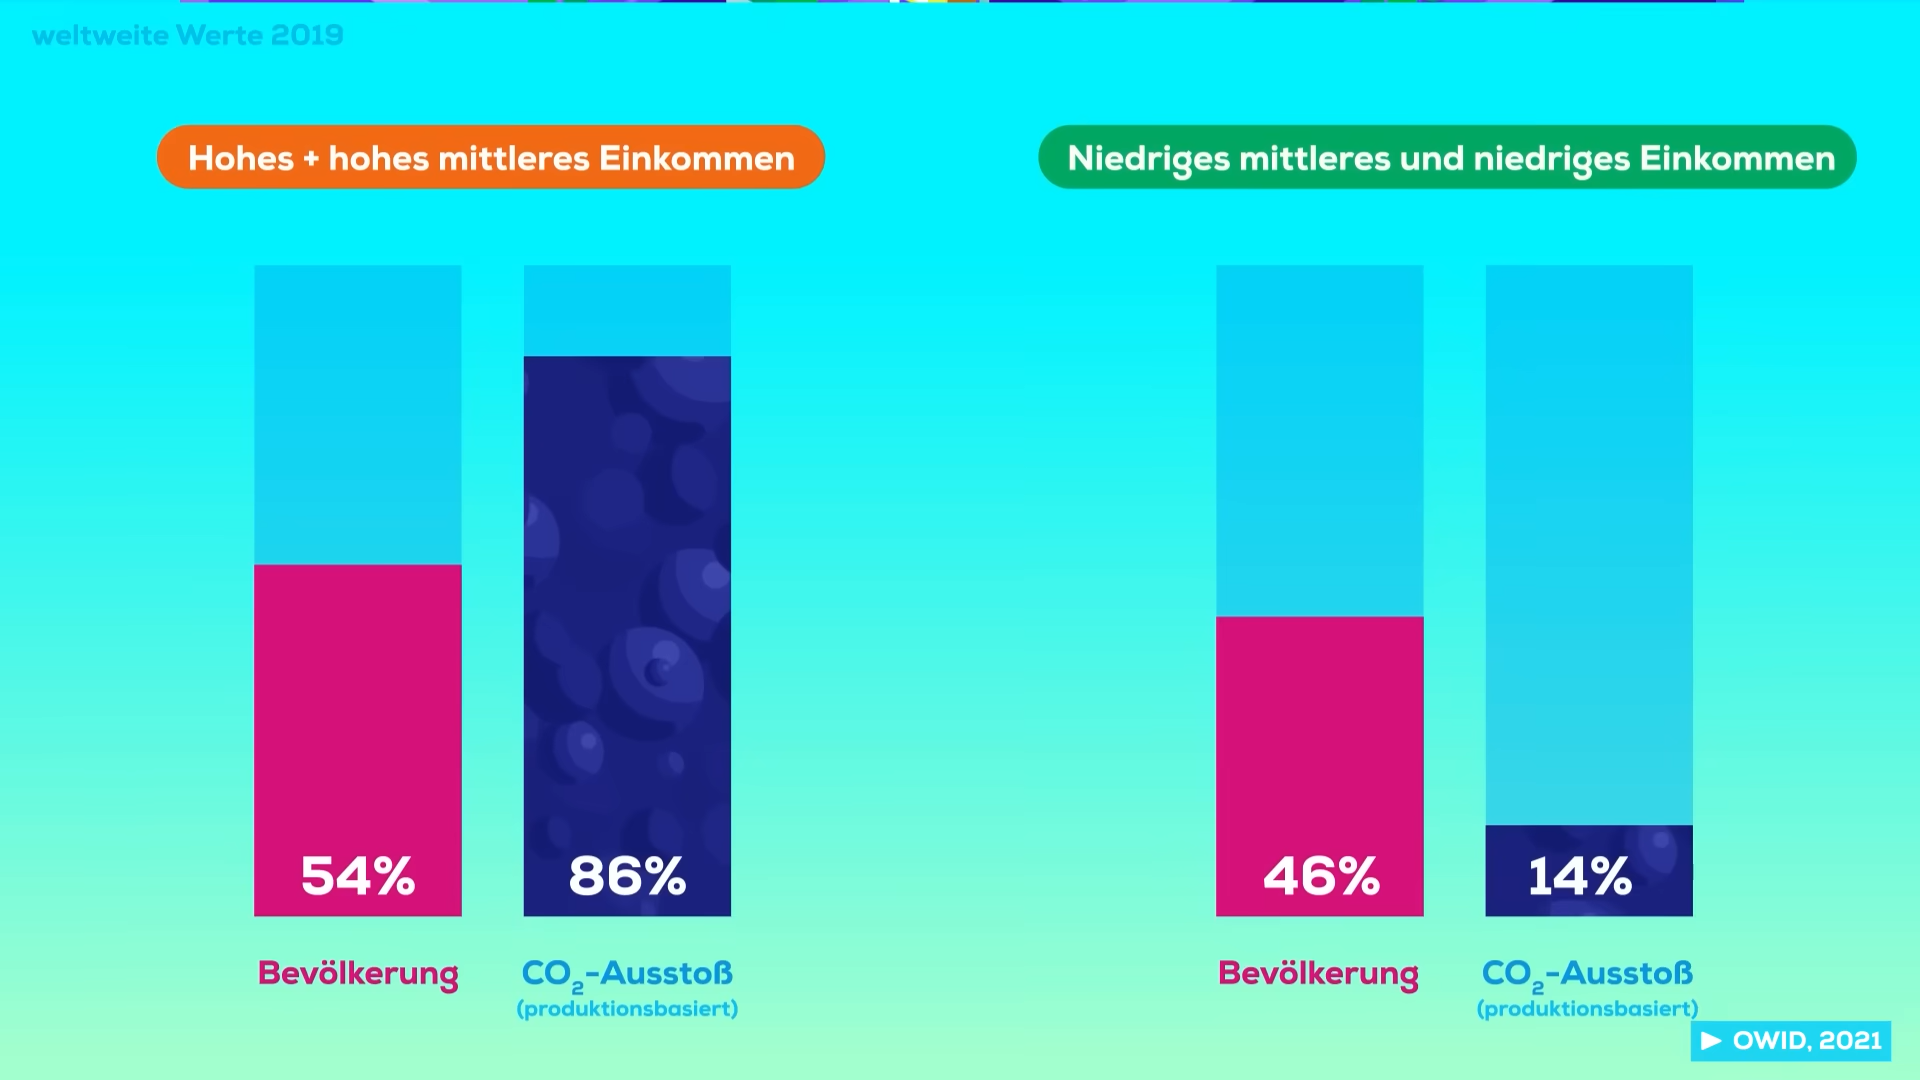 weltweite Werte 2019
Hohes + hohes mittleres Einkommen
Niedriges mittleres und niedriges Einkommen
54%
86%
46%
14%
Bevölkerung
CO₂-Ausstoß
(produktionsbasiert)
Bevölkerung
CO₂-Ausstoß
(produktionsbasiert)
▶ OWID, 2021